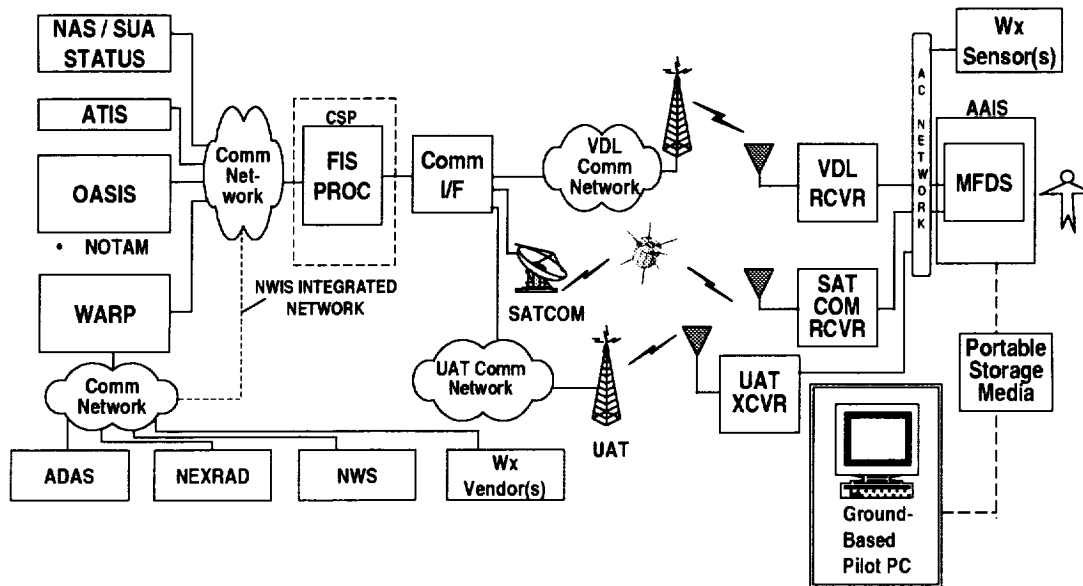 NAS / SUA
STATUS
ATIS
OASIS
• NOTAM
WARP
Comm
Network
ADAS
NEXRAD
NWS
Wx
Vendor(s)
Comm
Net-
work
NWIS INTEGRATED
NETWORK
CSP
FIS
PROC
Comm
I/F
VDL
Comm
Network
SATCOM
UAT Comm
Network
UAT
VDL
RCVR
SAT
COM
RCVR
UAT
XCVR
AC NETWORK
Wx
Sensor(s)
AAIS
MFDS
Portable
Storage
Media
Ground-
Based
Pilot PC